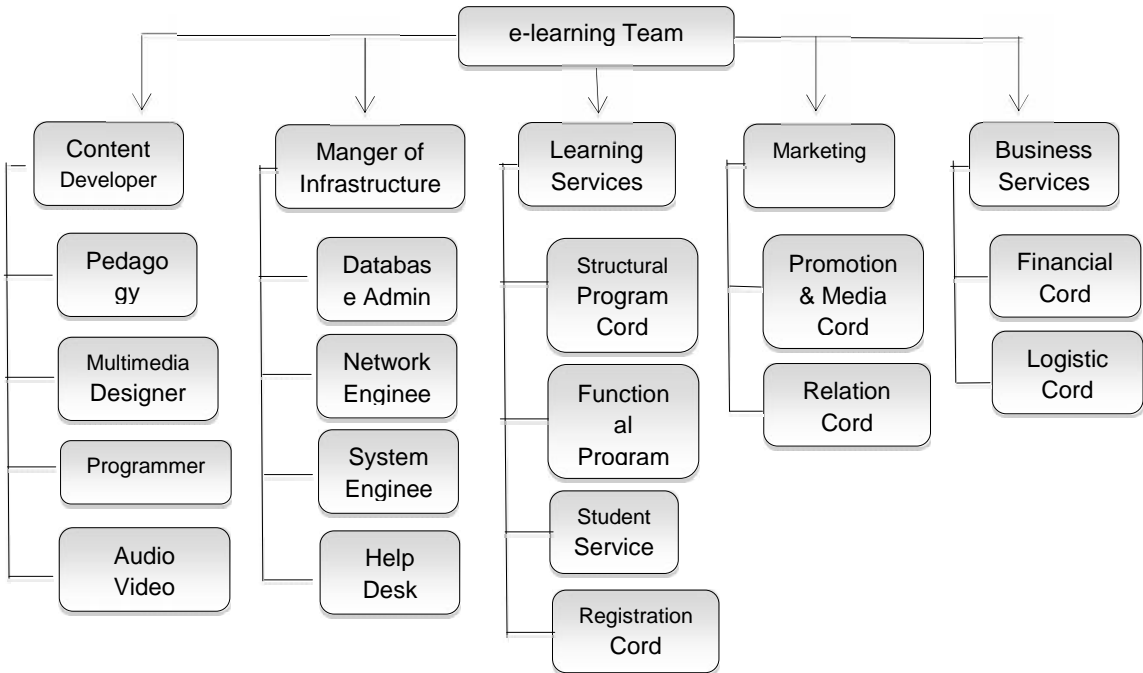 e-learning Team
Content
Developer
Manger of
Infrastructure
Learning
Services
Marketing
Business
Services
Pedago
gy
Multimedia
Designer
Programmer
Audio
Video
Databas
e Admin
Network
Enginee
System
Enginee
Help
Desk
Structural
Program
Cord
Function
al
Program
Student
Service
Registration
Cord
Promotion
& Media
Cord
Relation
Cord
Financial
Cord
Logistic
Cord